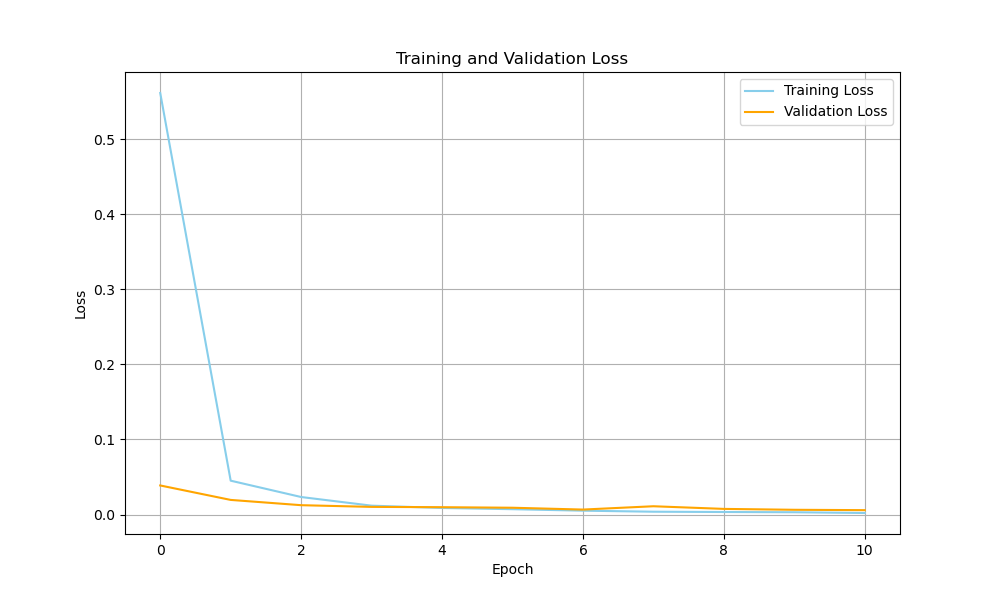 Training and Validation Loss
Training Loss
Validation Loss
0.5
0.4
0.3
0.2
0.1
0.0
Loss
0 2 4 6 8 10
Epoch